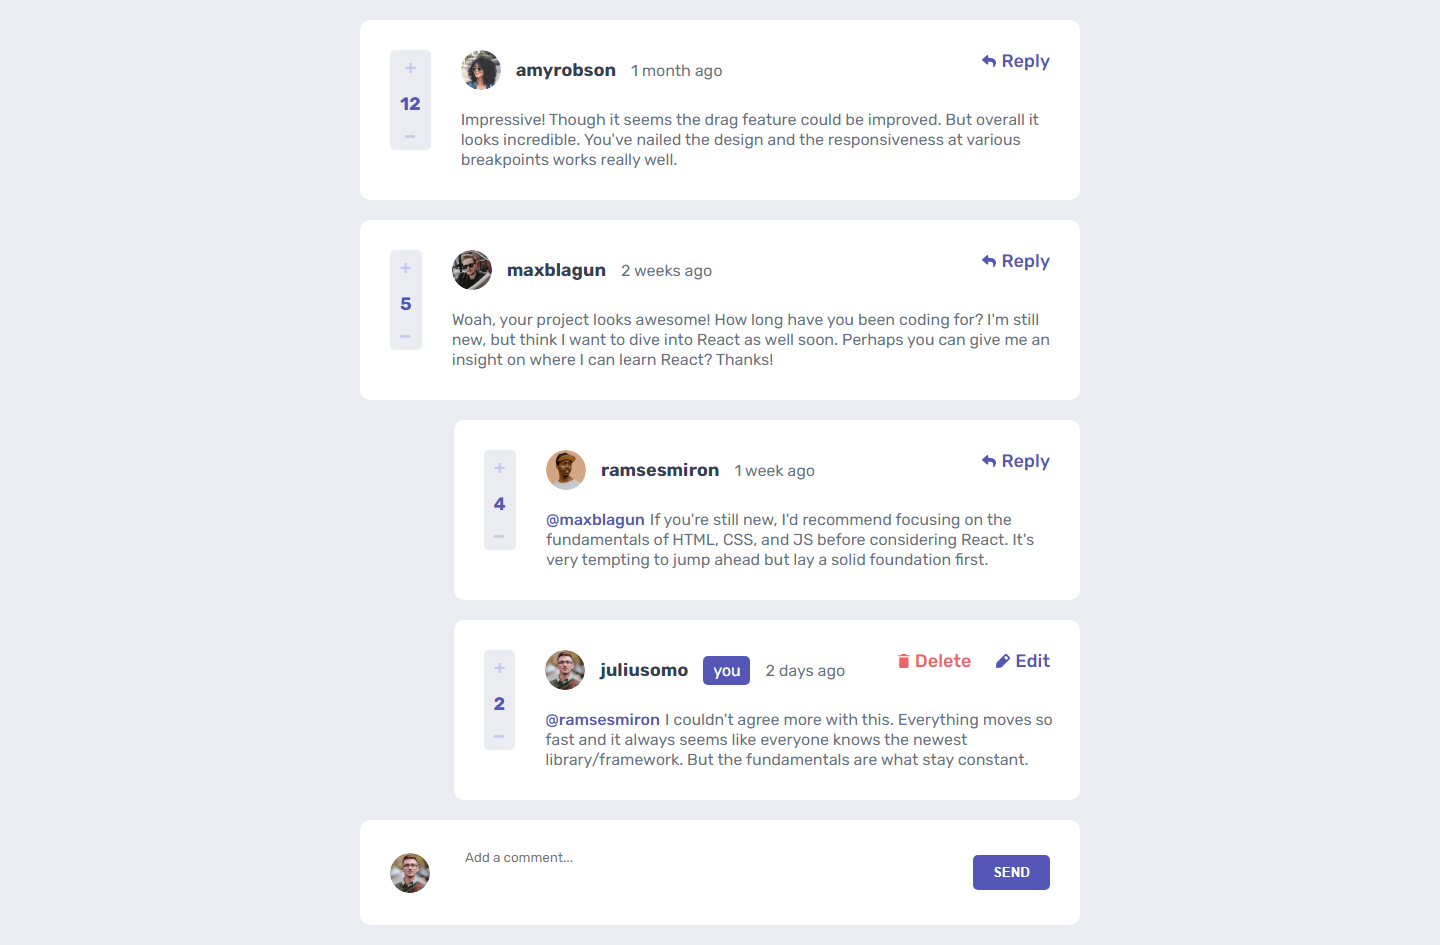 +
12
−
amyrobson 1 month ago
Reply
Impressive! Though it seems the drag feature could be improved. But overall it
looks incredible. You've nailed the design and the responsiveness at various
breakpoints works really well.
+
5
−
maxblagun 2 weeks ago
Reply
Woah, your project looks awesome! How long have you been coding for? I'm still
new, but think I want to dive into React as well soon. Perhaps you can give me an
insight on where I can learn React? Thanks!
+
4
−
ramsesmiron 1 week ago
Reply
@maxblagun If you're still new, I'd recommend focusing on the
fundamentals of HTML, CSS, and JS before considering React. It's
very tempting to jump ahead but lay a solid foundation first.
+
2
−
juliusomo you 2 days ago
Delete Edit
@ramsesmiron I couldn't agree more with this. Everything moves so
fast and it always seems like everyone knows the newest
library/framework. But the fundamentals are what stay constant.
Add a comment...
SEND